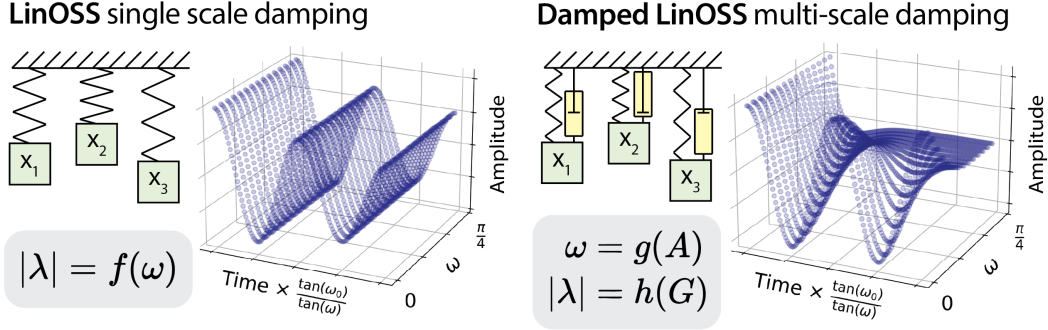 LinOSS single scale damping
X₁
X₂
X₃
|λ| = f(ω)
Amplitude
π/4
ω
0
Time × tan(ω₀)/tan(ω)
Damped LinOSS multi-scale damping
X₁
X₂
X₃
ω = g(A)
|λ| = h(G)
Amplitude
π/4
ω
0
Time × tan(ω₀)/tan(ω)